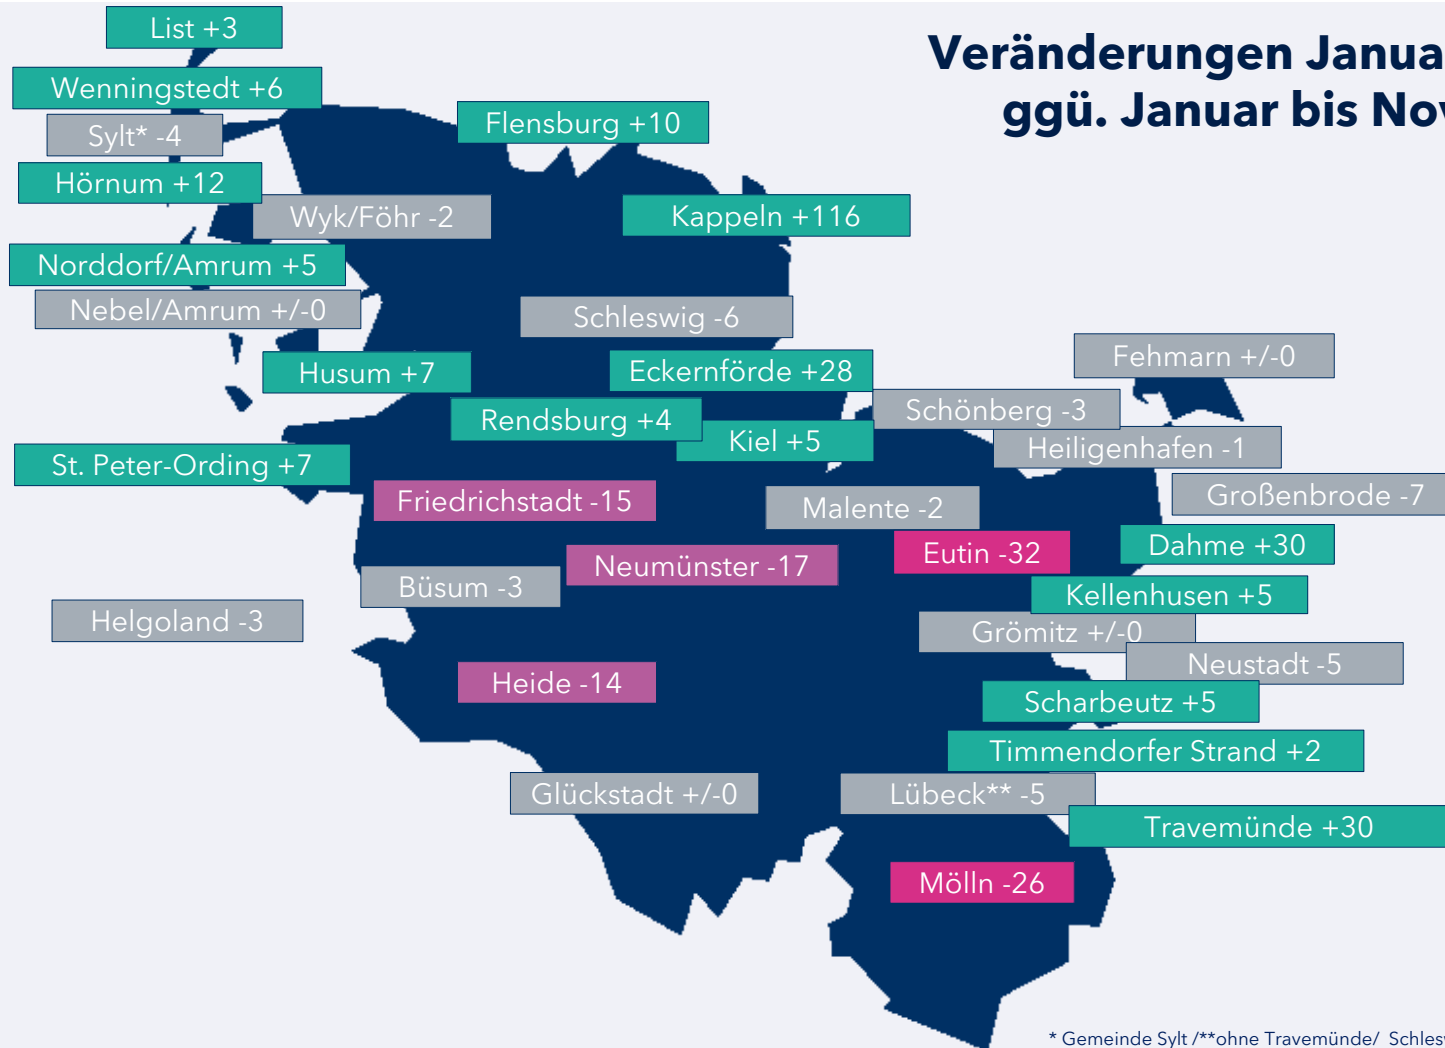 List +3
Veränderungen
ggü. Januar bis
Wenningstedt +6
Sylt* -4
Flensburg +10
Hörnum +12
Wyk/Föhr -2
Kappeln +116
Norddorf/Amrum +5
Nebel/Amrum +/-0
Schleswig -6
Fehmarn +/-0
Husum +7
Eckernförde +28
Schönberg -3
Rendsburg +4
Kiel +5
Heiligenhafen -1
St. Peter-Ording +7
Friedrichstadt -15
Malente -2
Großenbrode -7
Eutin -32
Dahme +30
Neumünster -17
Büsum -3
Kellenhusen +5
Helgoland -3
Grömitz +/-0
Neustadt -5
Heide -14
Scharbeutz +5
Timmendorfer Strand +2
Glückstadt +/-0
Lübeck** -5
Travemünde +30
Mölln -26
* Gemeinde Sylt /**ohne Travemünde/